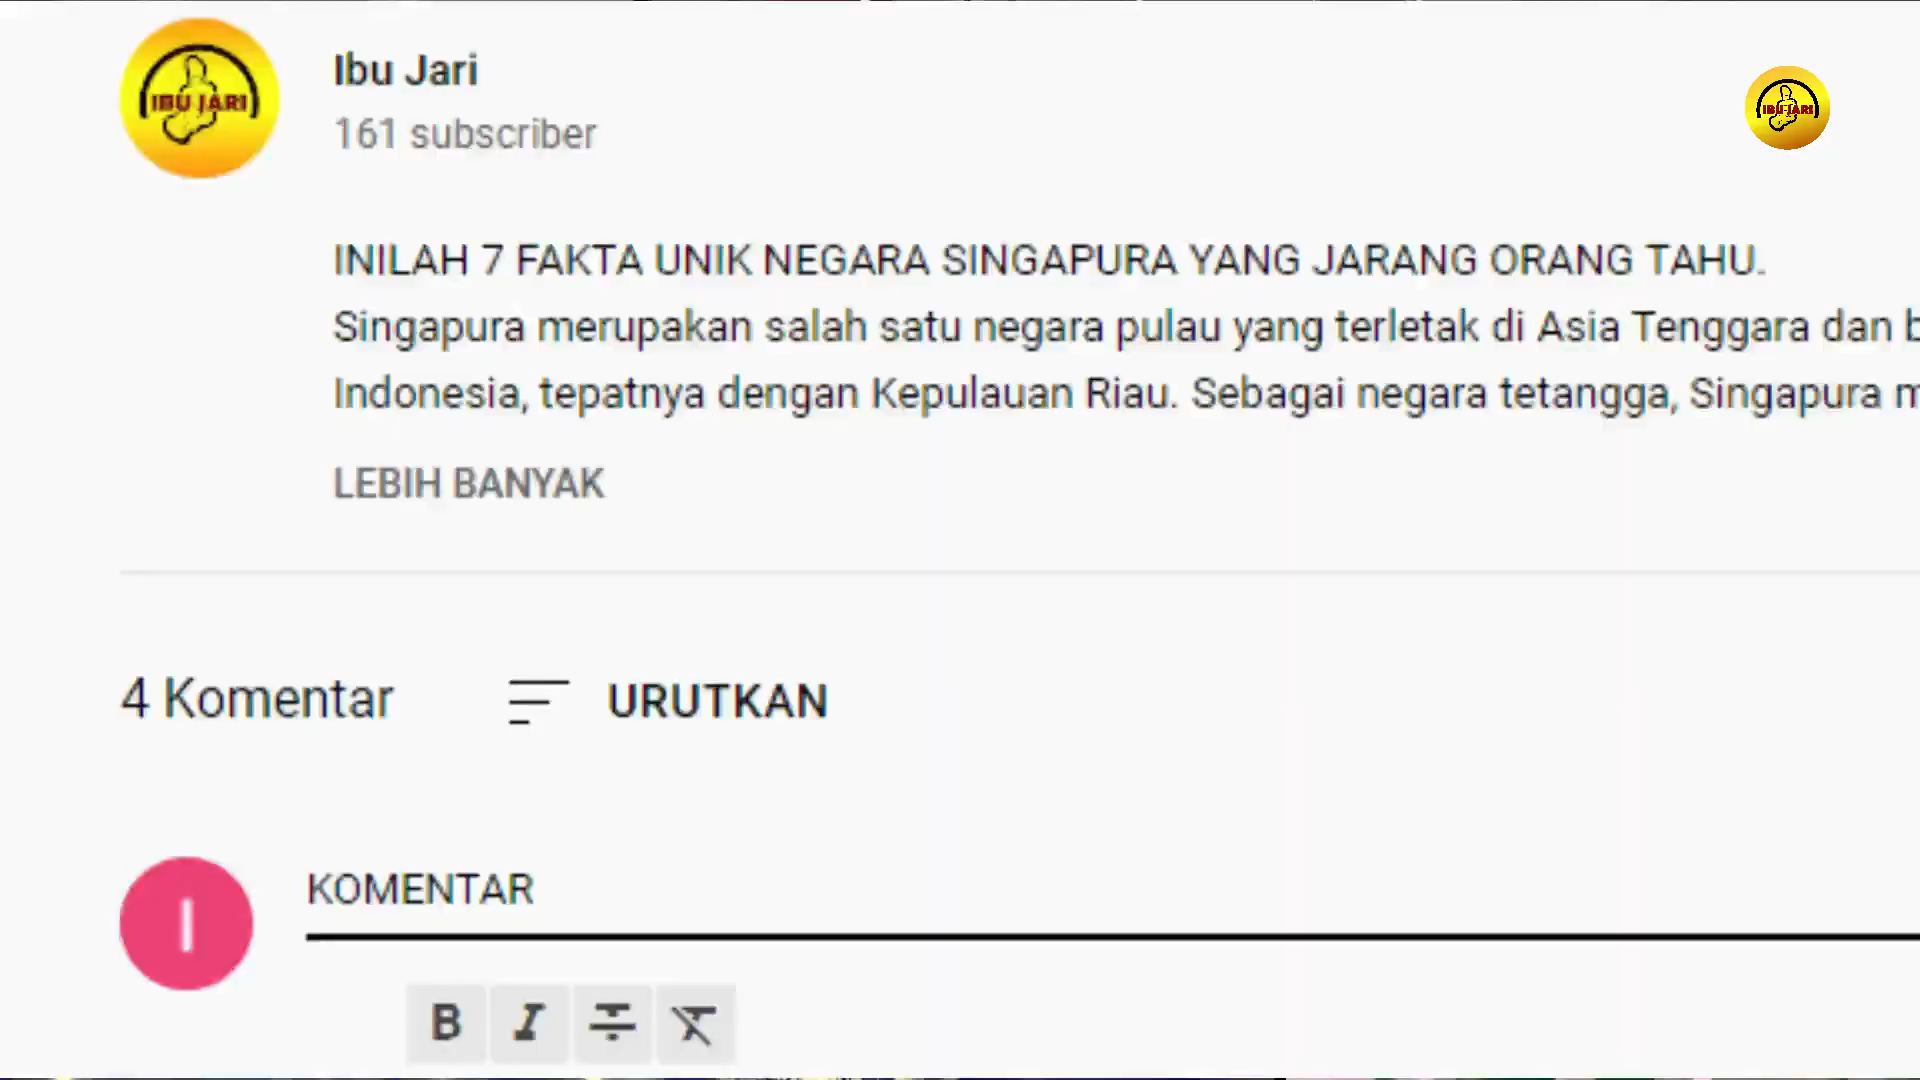 IBU JARI
Ibu Jari
161 subscriber
IBU JARI
INILAH 7 FAKTA UNIK NEGARA SINGAPURA YANG JARANG ORANG TAHU.
Singapura merupakan salah satu negara pulau yang terletak di Asia Tenggara dan b
Indonesia, tepatnya dengan Kepulauan Riau. Sebagai negara tetangga, Singapura m
LEBIH BANYAK
4 Komentar
URUTKAN
I
KOMENTAR
B I